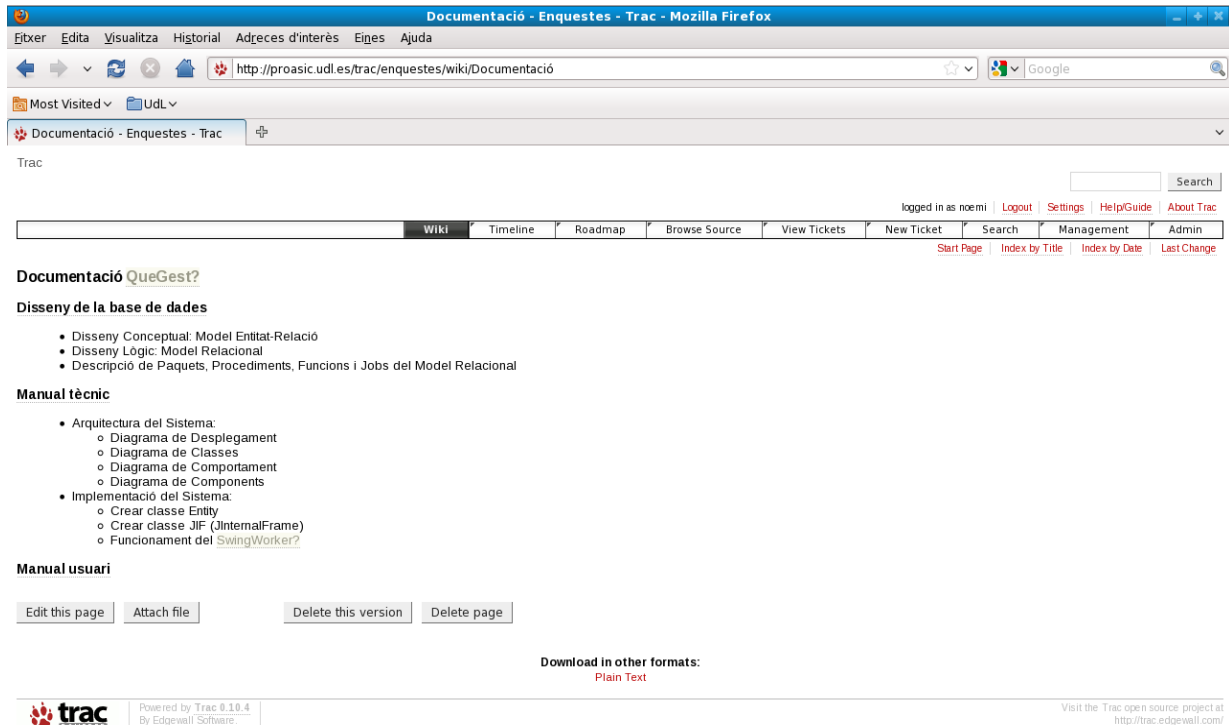 Documentació - Enquestes - Trac - Mozilla Firefox
Fitxer Edita Visualitza Historial Adreces d'interès Eines Ajuda
http://proasic.udl.es/trac/enquestes/wiki/Documentació Google
Most Visited UdL
Documentació - Enquestes - Trac
Trac
Search
logged in as noemi Logout Settings Help/Guide About Trac
Wiki Timeline Roadmap Browse Source View Tickets New Ticket Search Management Admin
Start Page Index by Title Index by Date Last Change
Documentació QueGest?
Disseny de la base de dades
• Disseny Conceptual: Model Entitat-Relació
• Disseny Lògic: Model Relacional
• Descripció de Paquets, Procediments, Funcions i Jobs del Model Relacional
Manual tècnic
• Arquitectura del Sistema:
◦ Diagrama de Desplegament
◦ Diagrama de Classes
◦ Diagrama de Comportament
◦ Diagrama de Components
• Implementació del Sistema:
◦ Crear classe Entity
◦ Crear classe JIF (JInternalFrame)
◦ Funcionament del SwingWorker?
Manual usuari
Edit this page Attach file Delete this version Delete page
Download in other formats:
Plain Text
trac Powered by Trac 0.10.4 Visit the Trac open source project at
By Edgewall Software. http://trac.edgewall.com/